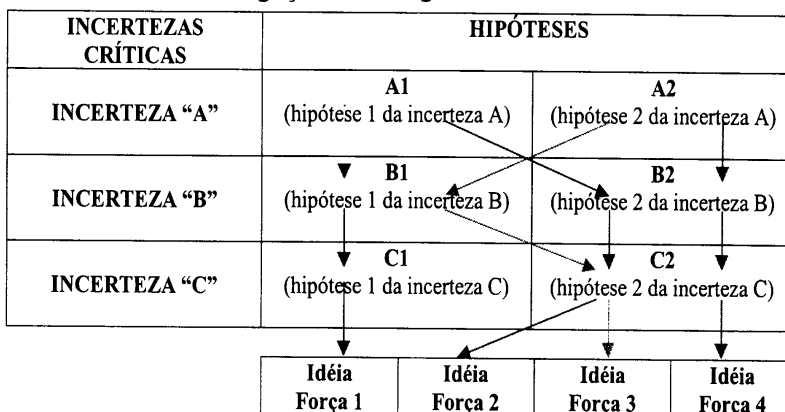 INCERTEZAS CRÍTICAS
HIPÓTESES
INCERTEZA “A”
A1
(hipótese 1 da incerteza A)
A2
(hipótese 2 da incerteza A)
INCERTEZA “B”
B1
(hipótese 1 da incerteza B)
B2
(hipótese 2 da incerteza B)
INCERTEZA “C”
C1
(hipótese 1 da incerteza C)
C2
(hipótese 2 da incerteza C)
Idéia
Força 1
Idéia
Força 2
Idéia
Força 3
Idéia
Força 4